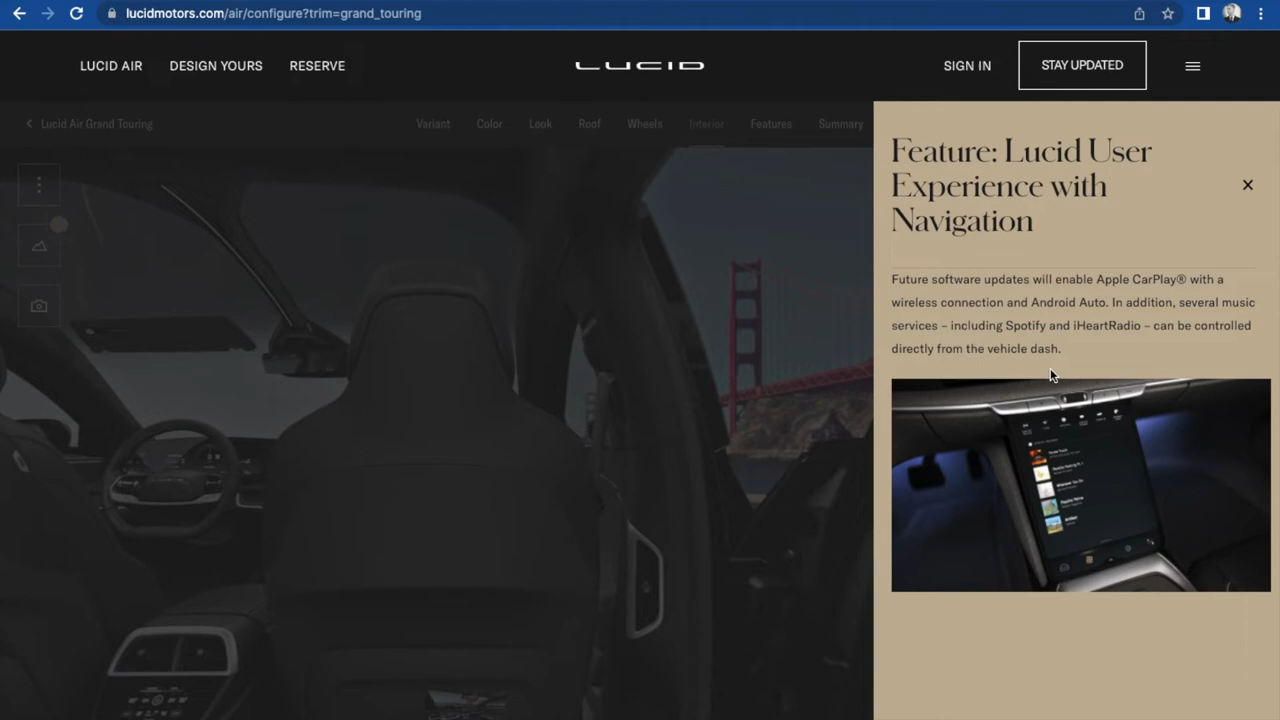 lucidmotors.com/air/configure?trim=grand_touring
LUCID AIR DESIGN YOURS RESERVE LUCID SIGN IN STAY UPDATED
Lucid Air Grand Touring Variant Color Look Roof Wheels Interior Features Summary
Feature: Lucid User
Experience with
Navigation
Future software updates will enable Apple CarPlay® with a
wireless connection and Android Auto. In addition, several music
services – including Spotify and iHeartRadio – can be controlled
directly from the vehicle dash.